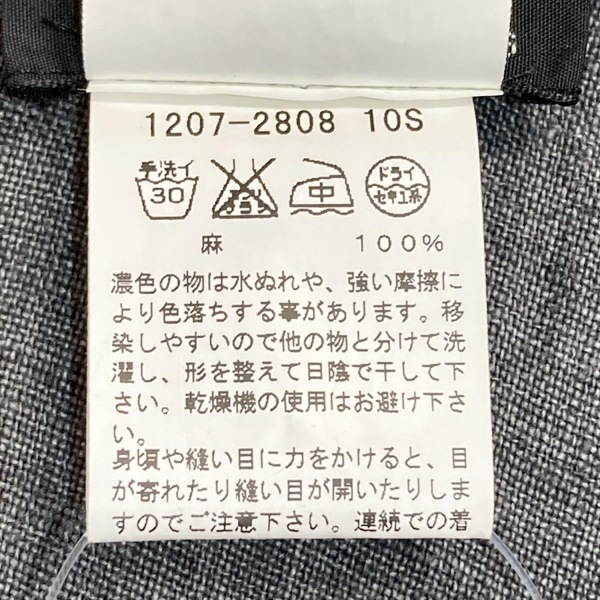 1207-2808 10S
手洗イ 30 エンソ サラシ 中 ドライ セキユ系
麻 100%
濃色の物は水ぬれや、強い摩擦に
より色落ちする事があります。移
染しやすいので他の物と分けて洗
濯し、形を整えて日陰で干して下
さい。乾燥機の使用はお避け下さ
い。
身頃や縫い目に力をかけると、目
が寄れたり縫い目が開いたりしま
すのでご注意下さい。連続での着